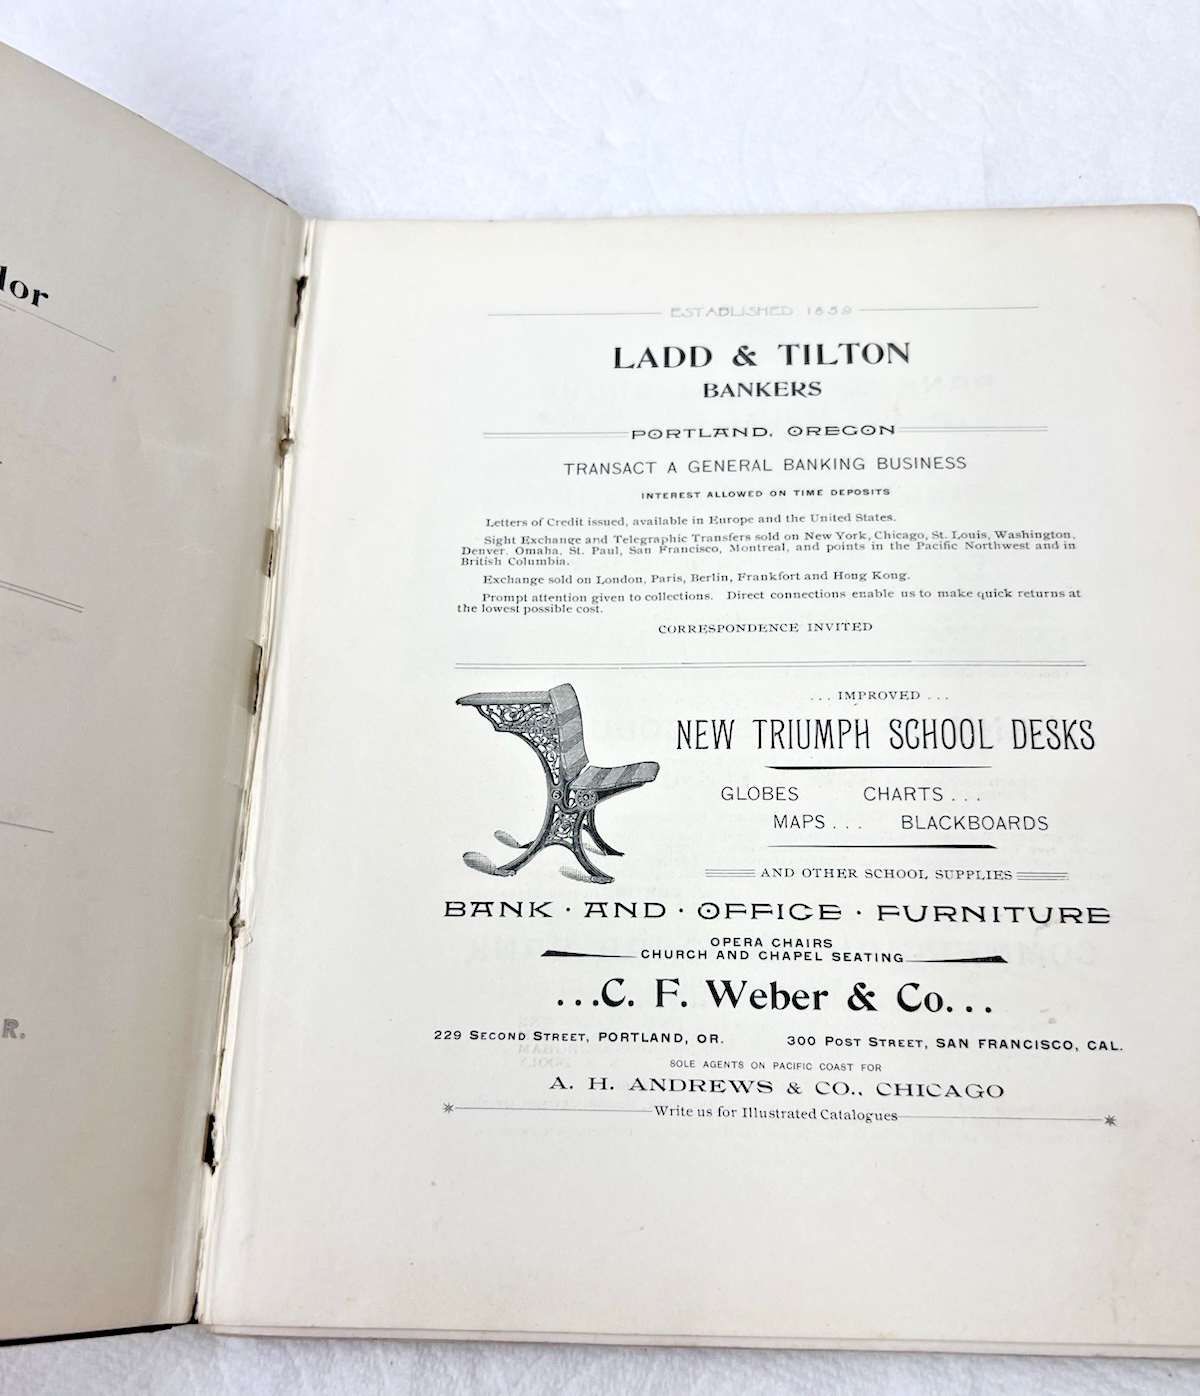 lor
R.
ESTABLISHED 1859
LADD & TILTON
BANKERS
PORTLAND, OREGON
TRANSACT A GENERAL BANKING BUSINESS
INTEREST ALLOWED ON TIME DEPOSITS
Letters of Credit issued, available in Europe and the United States.
Sight Exchange and Telegraphic Transfers sold on New York, Chicago, St. Louis, Washington,
Denver, Omaha, St. Paul, San Francisco, Montreal, and points in the Pacific Northwest and in
British Columbia.
Exchange sold on London, Paris, Berlin, Frankfort and Hong Kong.
Prompt attention given to collections. Direct connections enable us to make quick returns at
the lowest possible cost.
CORRESPONDENCE INVITED
... IMPROVED ...
NEW TRIUMPH SCHOOL DESKS
GLOBES CHARTS...
MAPS... BLACKBOARDS
AND OTHER SCHOOL SUPPLIES
BANK · AND · OFFICE · FURNITURE
OPERA CHAIRS
CHURCH AND CHAPEL SEATING
...C. F. Weber & Co...
229 SECOND STREET, PORTLAND, OR. 300 POST STREET, SAN FRANCISCO, CAL.
SOLE AGENTS ON PACIFIC COAST FOR
A. H. ANDREWS & CO., CHICAGO
Write us for Illustrated Catalogues